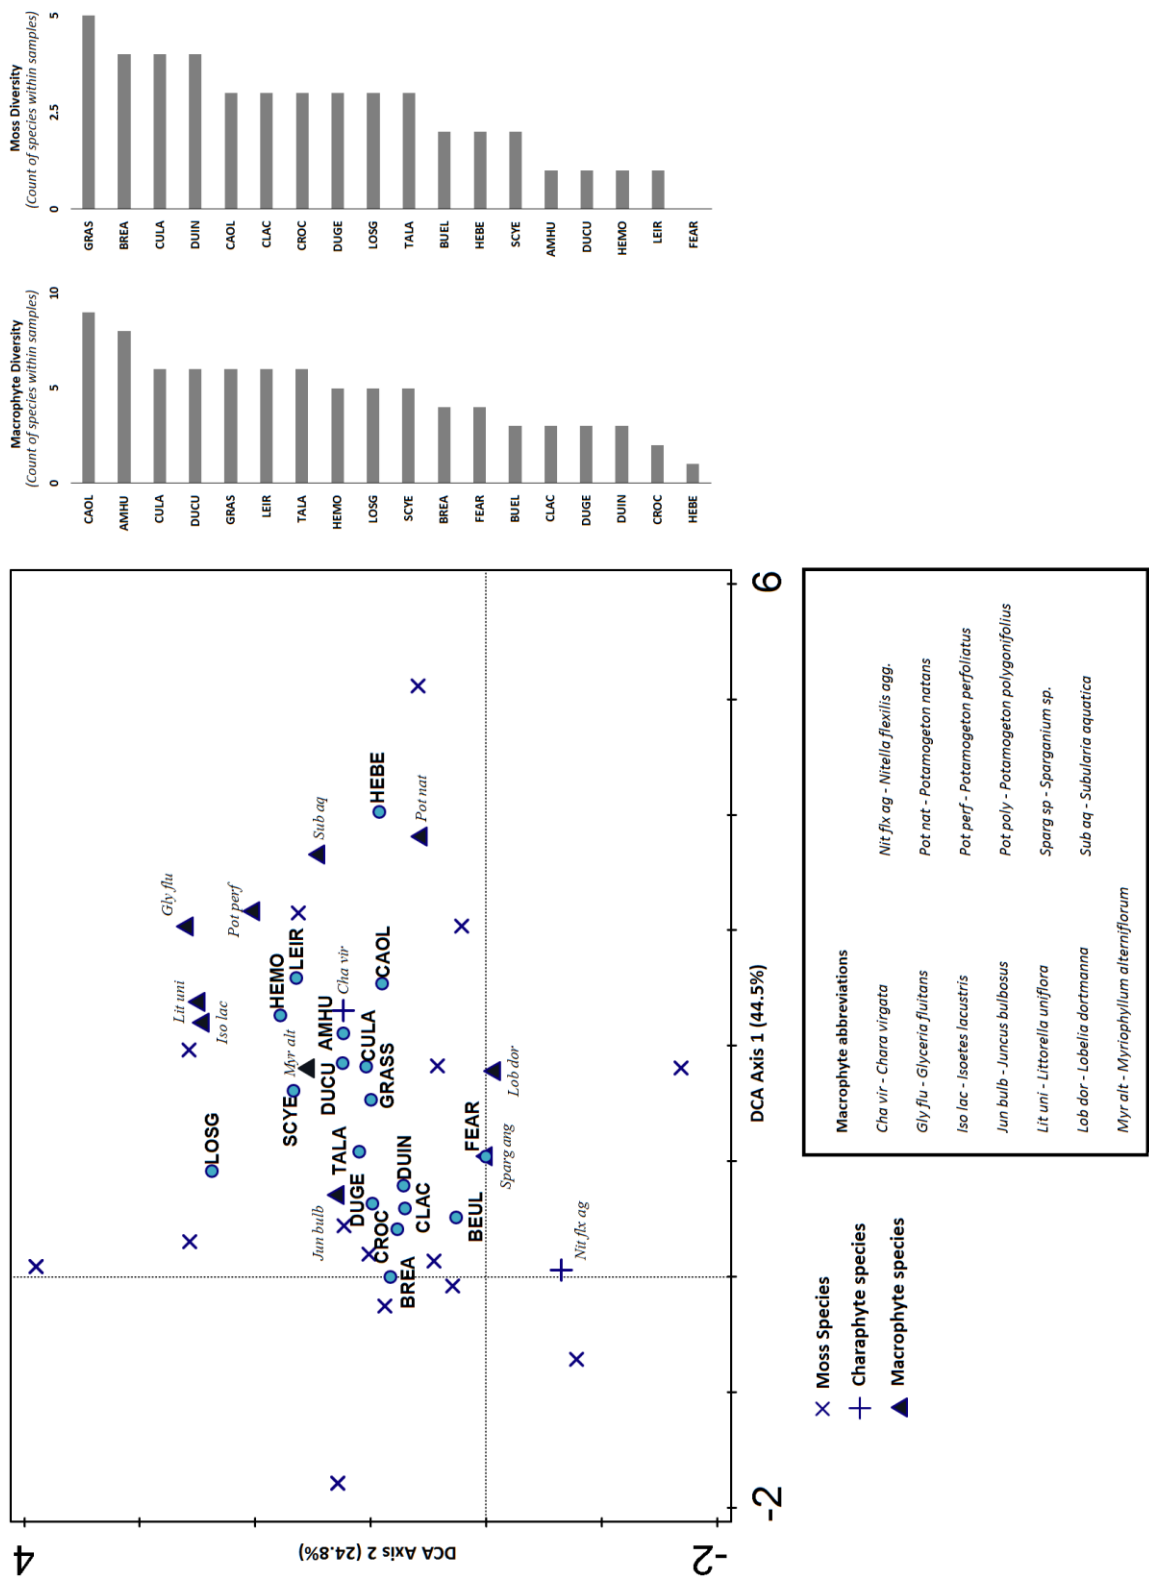 Moss Diversity
(Count of species within samples)
0
2.5
5
GRAS
BREA
CULA
DUIN
CAOL
CLAC
CROC
DUGE
LOSG
TALA
BUEL
HEBE
SCYE
AMHU
DUCU
HEMO
LEIR
FEAR
Macrophyte Diversity
(Count of species within samples)
0
5
10
CAOL
AMHU
CULA
DUCU
GRAS
LEIR
TALA
HEMO
LOSG
SCYE
BREA
FEAR
BUEL
CLAC
DUGE
DUIN
CROC
HEBE
4
DCA Axis 2 (24.8%)
-2
-2
DCA Axis 1 (44.5%)
6
Gly flu
Lit uni
Iso lac
Pot perf
LOSG
HEMO
LEIR
Sub aq
HEBE
Pot nat
SCYE
Myr alt
DUCU
AMHU
Cha vir
CAOL
CULA
GRASS
TALA
Jun bulb
DUGE
DUIN
CROC
CLAC
BREA
BEUL
FEAR
Sparg ang
Lob dor
Nit flx ag
Moss Species
Charaphyte species
Macrophyte species
Macrophyte abbreviations
Cha vir - Chara virgata
Gly flu - Glyceria fluitans
Iso lac - Isoetes lacustris
Jun bulb - Juncus bulbosus
Lit uni - Littorella uniflora
Lob dor - Lobelia dortmanna
Myr alt - Myriophyllum alterniflorum
Nit flx ag - Nitella flexilis agg.
Pot nat - Potamogeton natans
Pot perf - Potamogeton perfoliatus
Pot poly - Potamogeton polygonifolius
Sparg sp - Sparganium sp.
Sub aq - Subularia aquatica